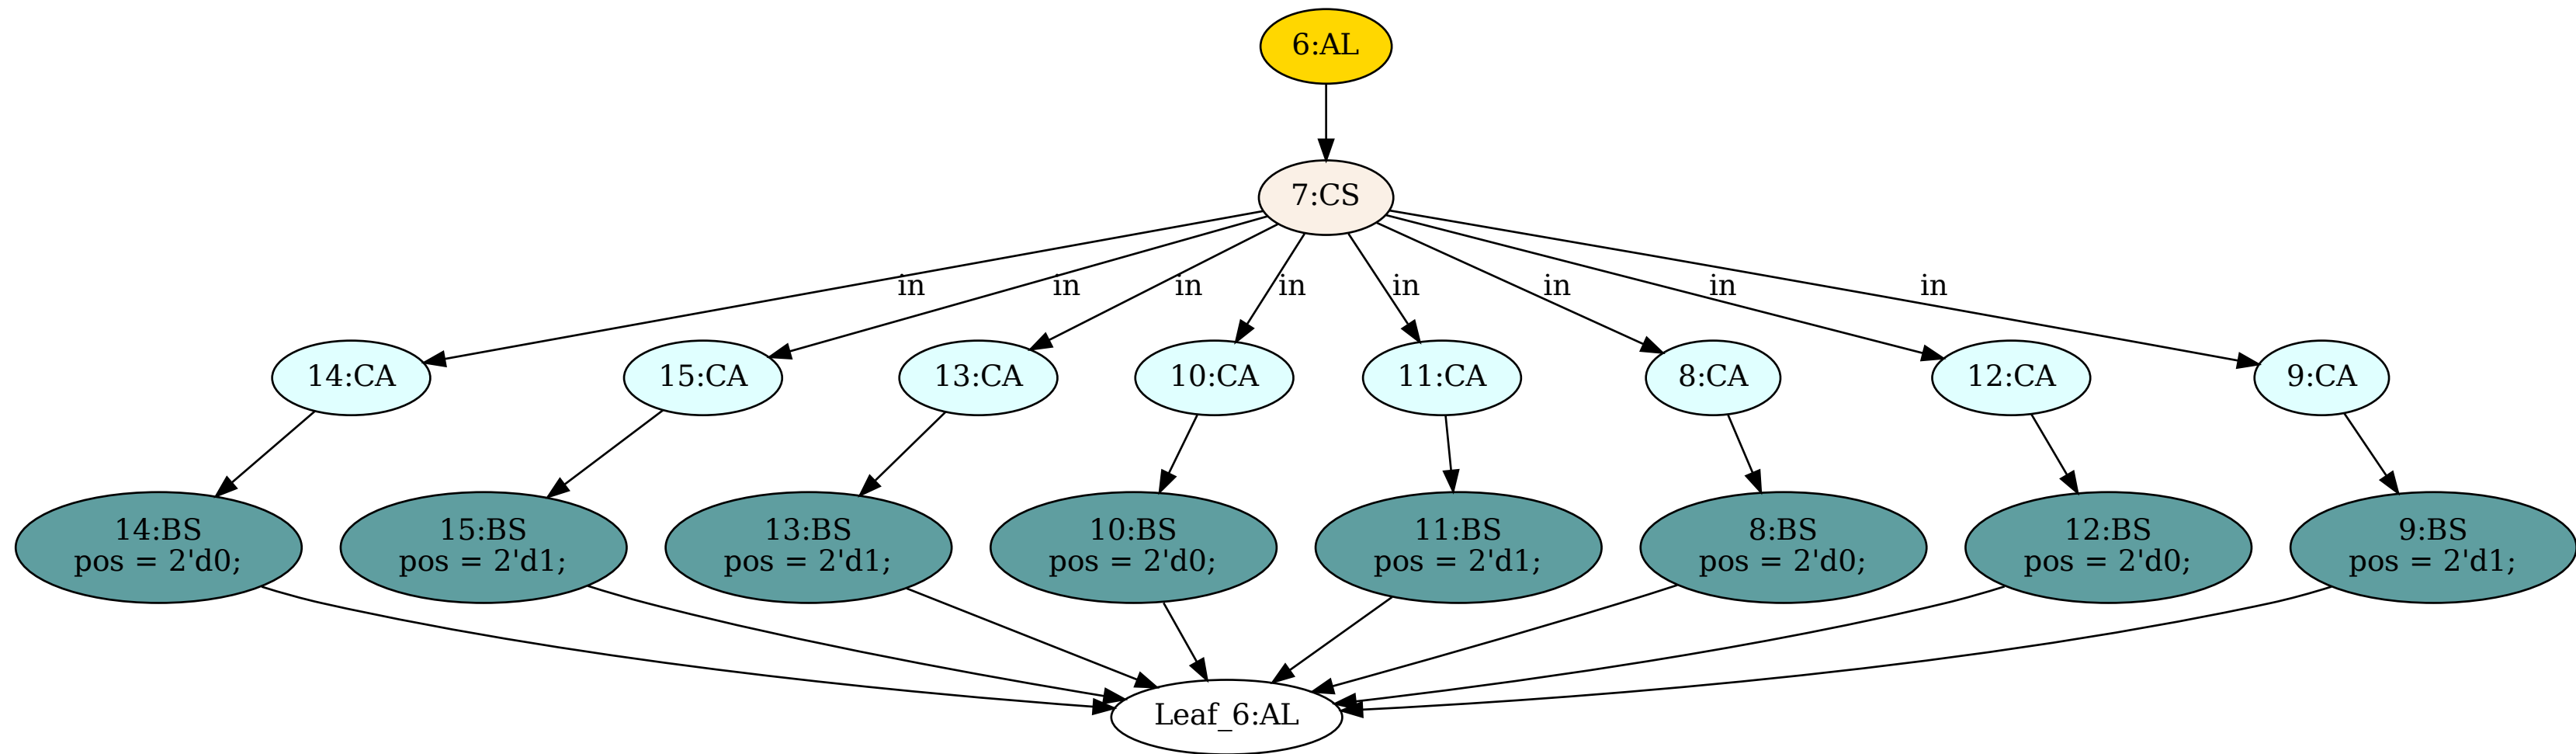 6:AL
7:CS
in
in
in
in
in
in
in
in
14:CA
15:CA
13:CA
10:CA
11:CA
8:CA
12:CA
9:CA
14:BS
pos = 2'd0;
15:BS
pos = 2'd1;
13:BS
pos = 2'd1;
10:BS
pos = 2'd0;
11:BS
pos = 2'd1;
8:BS
pos = 2'd0;
12:BS
pos = 2'd0;
9:BS
pos = 2'd1;
Leaf_6:AL